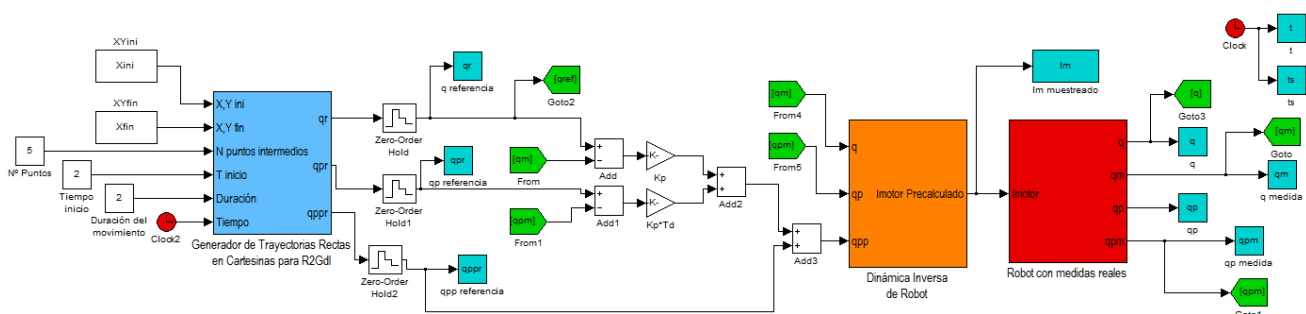 XYini
Xini
XYfin
Xfin
5
Nº Puntos
2
Tiempo
inicio
2
Duración del
movimiento
Clock2
X,Y ini
X,Y fin
N puntos intermedios
T inicio
Duración
Tiempo
qr
qpr
qppr
Generador de Trayectorias Rectas
en Cartesinas para R2Gdl
Zero-Order
Hold
Zero-Order
Hold1
Zero-Order
Hold2
qr
q referencia
[qref]
Goto2
qpr
qp referencia
qppr
qpp referencia
[qm]
From
[qpm]
From1
+
−
Add
+
−
Add1
-K-
Kp
-K-
Kp*Td
+
+
Add2
+
+
Add3
[qm]
From4
[qpm]
From5
q
qp
qpp
Imotor Precalculado
Dinámica Inversa
de Robot
Im
Im muestreado
Imotor
q
qm
qp
qpm
Robot con medidas reales
Clock
t
t
ts
ts
[q]
Goto3
q
q
[qm]
Goto
qm
q medida
qp
qp
qpm
qp medida
[qpm]
Goto1